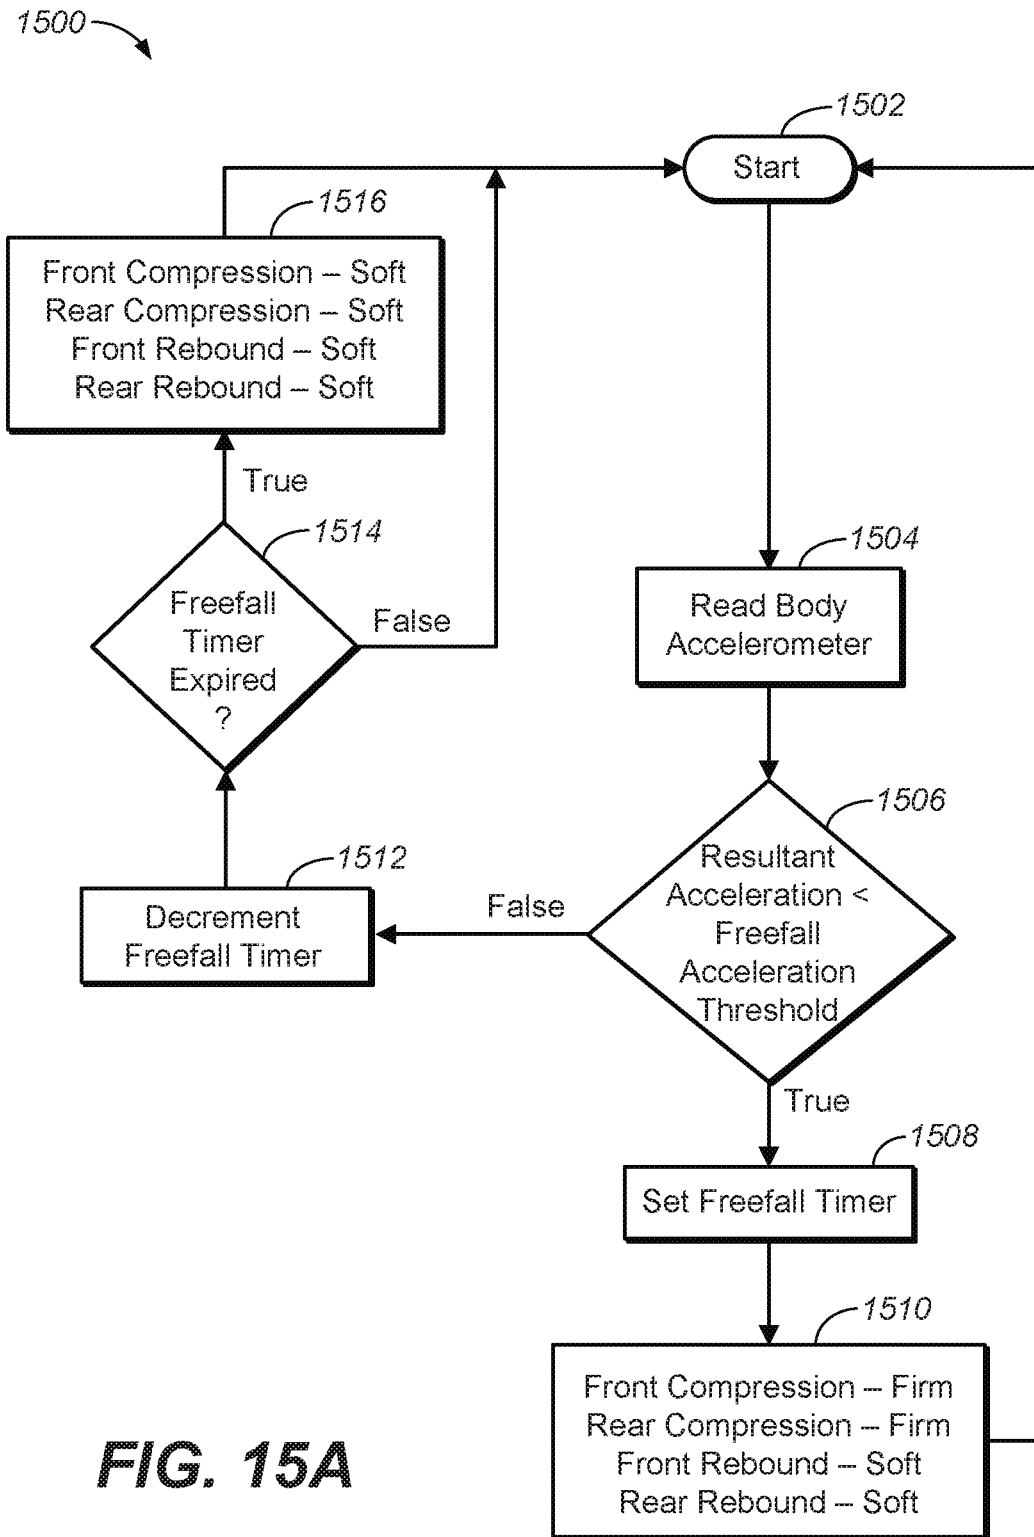 1500
1502
Start
1516
Front Compression – Soft
Rear Compression – Soft
Front Rebound – Soft
Rear Rebound – Soft
True
1514
Freefall
Timer
Expired
?
False
1504
Read Body
Accelerometer
1506
Resultant
Acceleration <
Freefall
Acceleration
Threshold
False
1512
Decrement
Freefall Timer
True
1508
Set Freefall Timer
1510
Front Compression – Firm
Rear Compression – Firm
Front Rebound – Soft
Rear Rebound – Soft
FIG. 15A